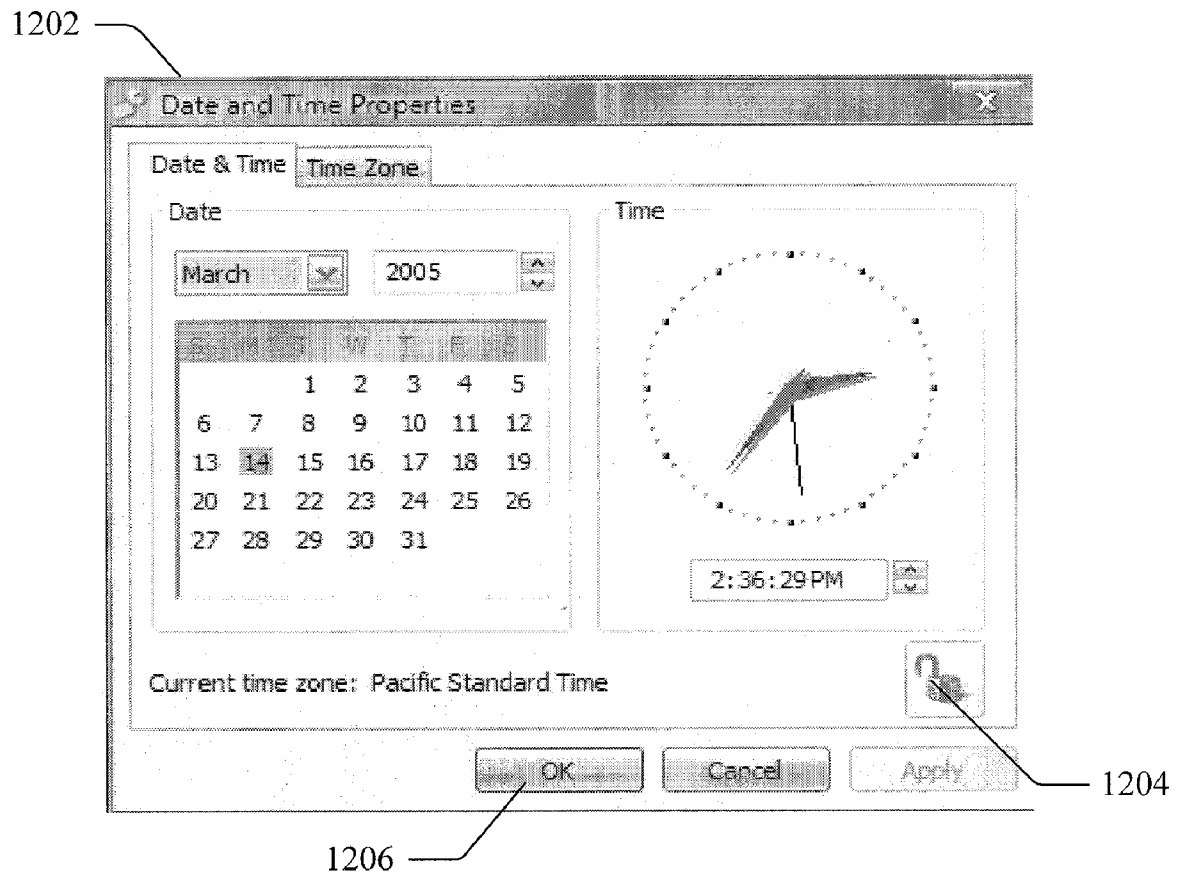 1202
Date and Time Properties
Date & Time Time Zone
Date
Time
March 2005
S M T W T F S
1 2 3 4 5
6 7 8 9 10 11 12
13 14 15 16 17 18 19
20 21 22 23 24 25 26
27 28 29 30 31
2:36:29 PM
Current time zone: Pacific Standard Time
OK Cancel Apply
1204
1206